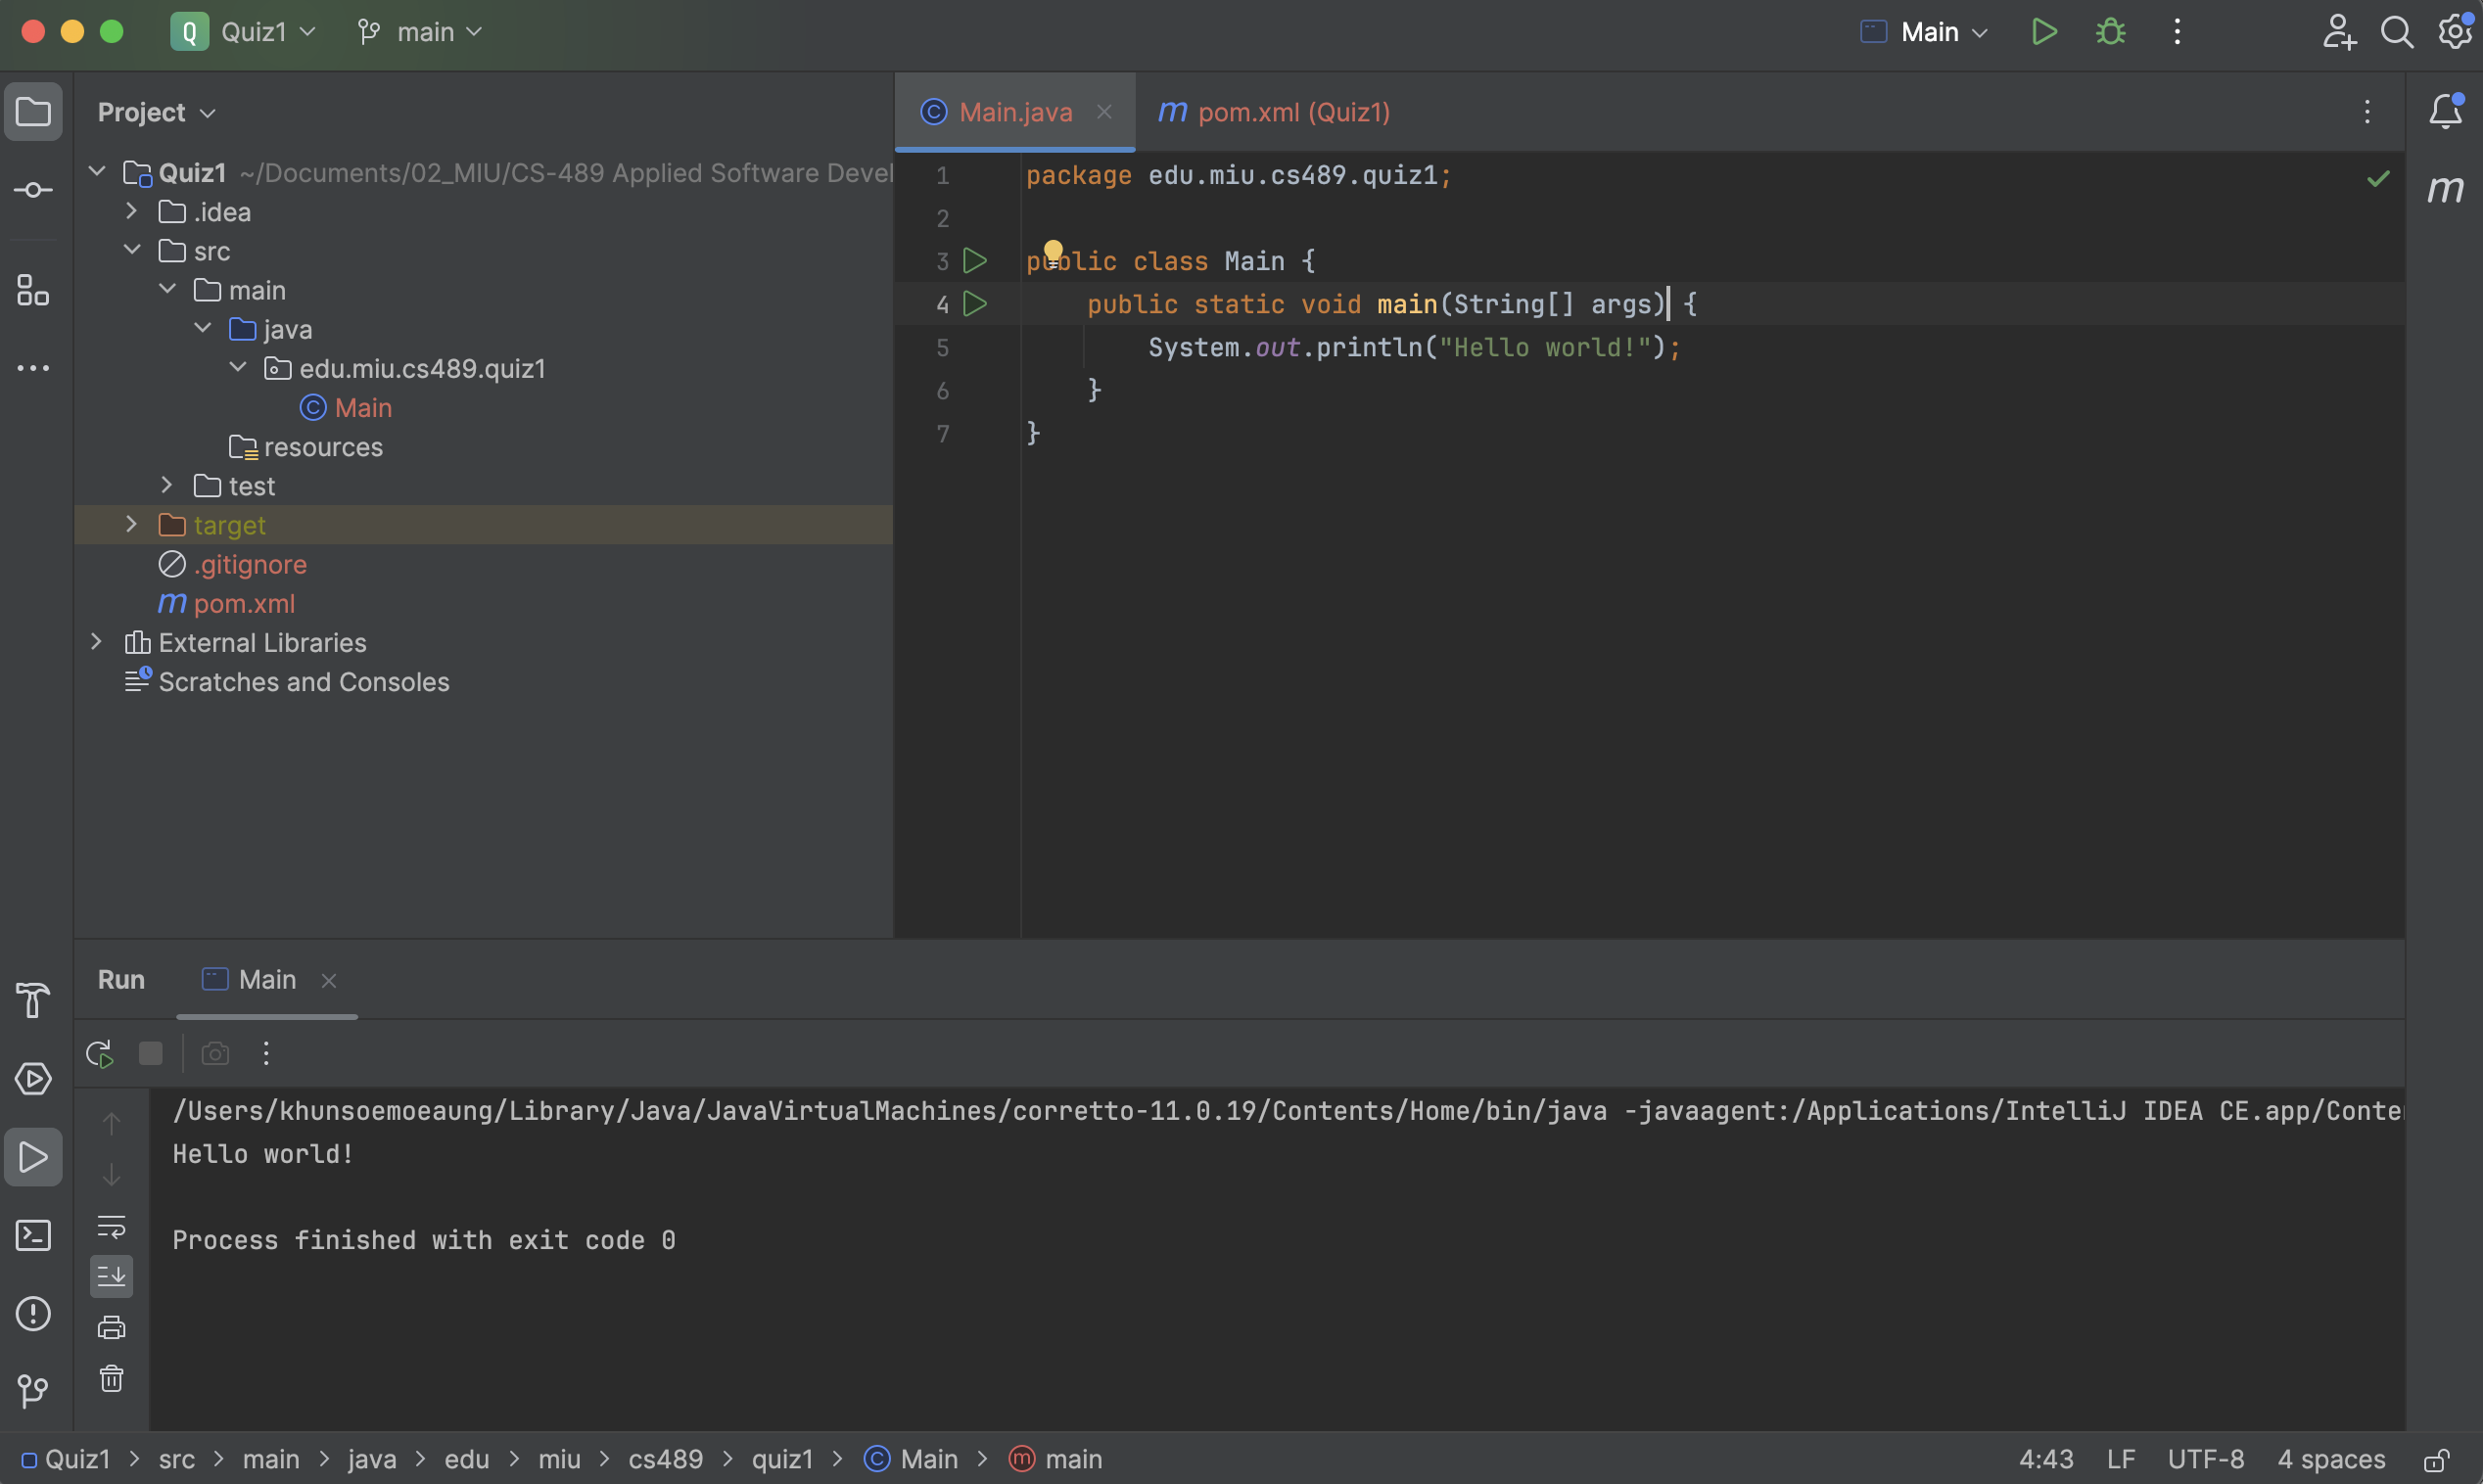 Q Quiz1 main Main
Project
Main.java
pom.xml (Quiz1)
Quiz1 ~/Documents/02_MIU/CS-489 Applied Software Devel
.idea
src
main
java
edu.miu.cs489.quiz1
Main
resources
test
target
.gitignore
pom.xml
External Libraries
Scratches and Consoles
1 package edu.miu.cs489.quiz1;
2
3 public class Main {
4 public static void main(String[] args) {
5 System.out.println("Hello world!");
6 }
7 }
Run Main
/Users/khunsoemoeaung/Library/Java/JavaVirtualMachines/corretto-11.0.19/Contents/Home/bin/java -javaagent:/Applications/IntelliJ IDEA CE.app/Conte
Hello world!
Process finished with exit code 0
Quiz1 > src > main > java > edu > miu > cs489 > quiz1 > Main > main 4:43 LF UTF-8 4 spaces